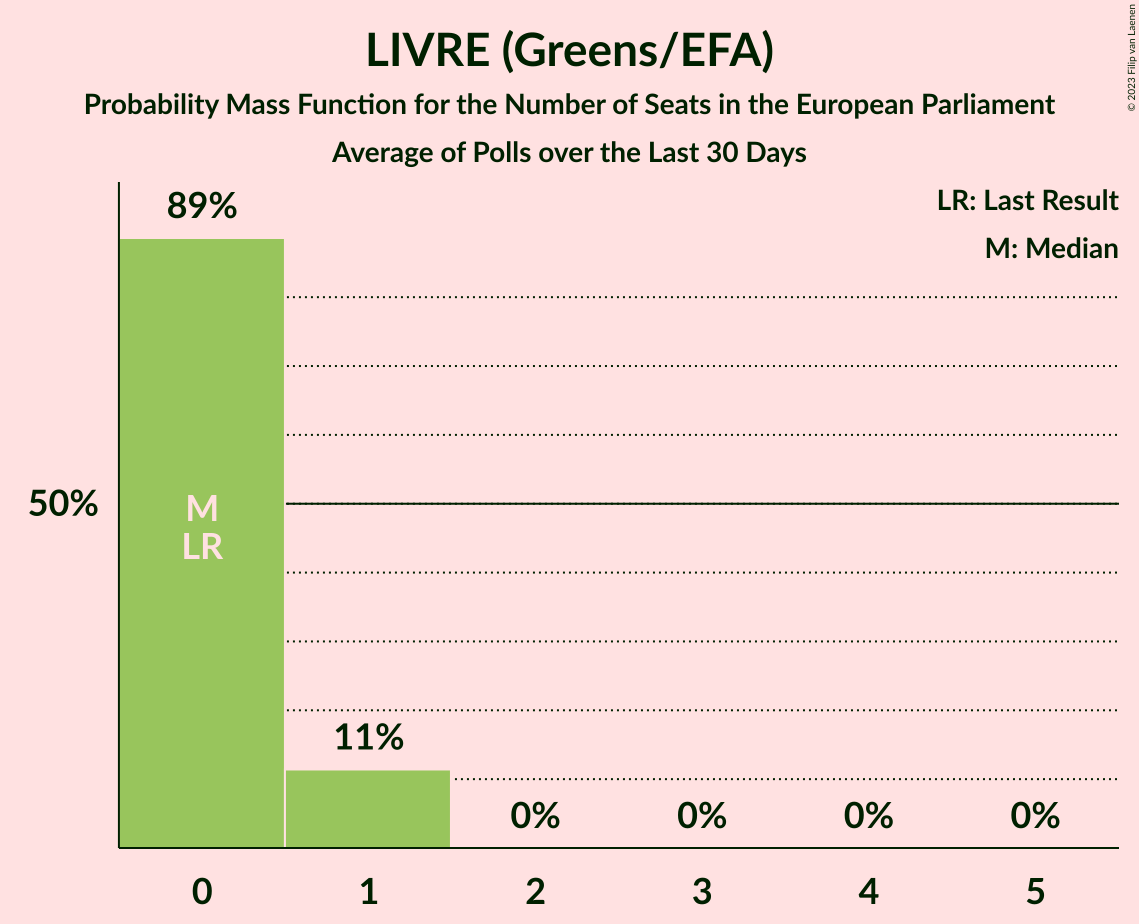 LIVRE (Greens/EFA)
Probability Mass Function for the Number of Seats in the European Parliament
Average of Polls over the Last 30 Days
© 2023 Filip van Laenen
LR: Last Result
M: Median
89%
50%
M
LR
11%
0%
0%
0%
0%
0
1
2
3
4
5